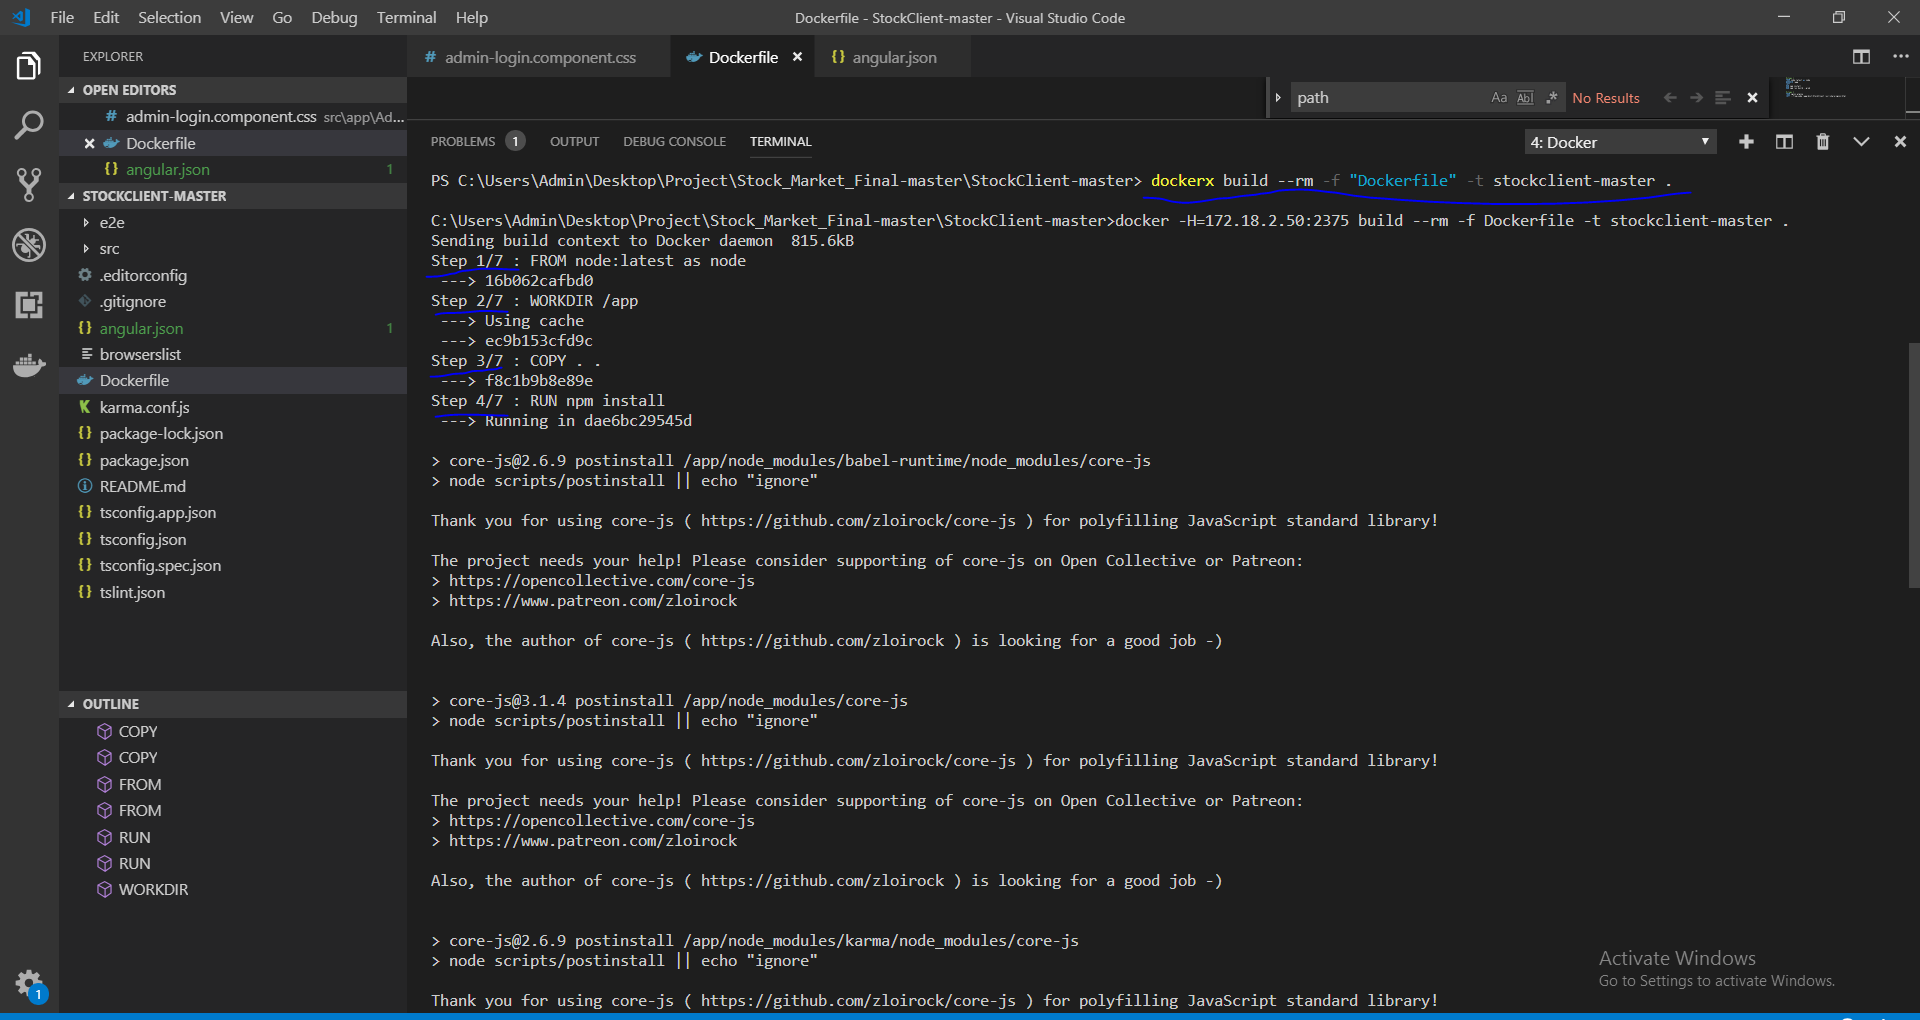 File Edit Selection View Go Debug Terminal Help
Dockerfile - StockClient-master - Visual Studio Code
EXPLORER
OPEN EDITORS
# admin-login.component.css src\app\Ad...
Dockerfile
{} angular.json 1
STOCKCLIENT-MASTER
e2e
src
.editorconfig
.gitignore
{} angular.json 1
browserslist
Dockerfile
karma.conf.js
{} package-lock.json
{} package.json
README.md
{} tsconfig.app.json
{} tsconfig.json
{} tsconfig.spec.json
{} tslint.json
OUTLINE
COPY
COPY
FROM
FROM
RUN
RUN
WORKDIR
1
# admin-login.component.css
Dockerfile
{} angular.json
path Aa Abl .* No Results
PROBLEMS 1 OUTPUT DEBUG CONSOLE TERMINAL
4: Docker
PS C:\Users\Admin\Desktop\Project\Stock_Market_Final-master\StockClient-master> dockerx build --rm -f "Dockerfile" -t stockclient-master .
C:\Users\Admin\Desktop\Project\Stock_Market_Final-master\StockClient-master>docker -H=172.18.2.50:2375 build --rm -f Dockerfile -t stockclient-master .
Sending build context to Docker daemon  815.6kB
Step 1/7 : FROM node:latest as node
---> 16b062cafbd0
Step 2/7 : WORKDIR /app
---> Using cache
---> ec9b153cfd9c
Step 3/7 : COPY . .
---> f8c1b9b8e89e
Step 4/7 : RUN npm install
---> Running in dae6bc29545d
> core-js@2.6.9 postinstall /app/node_modules/babel-runtime/node_modules/core-js
> node scripts/postinstall || echo "ignore"
Thank you for using core-js ( https://github.com/zloirock/core-js ) for polyfilling JavaScript standard library!
The project needs your help! Please consider supporting of core-js on Open Collective or Patreon:
> https://opencollective.com/core-js
> https://www.patreon.com/zloirock
Also, the author of core-js ( https://github.com/zloirock ) is looking for a good job -)
> core-js@3.1.4 postinstall /app/node_modules/core-js
> node scripts/postinstall || echo "ignore"
Thank you for using core-js ( https://github.com/zloirock/core-js ) for polyfilling JavaScript standard library!
The project needs your help! Please consider supporting of core-js on Open Collective or Patreon:
> https://opencollective.com/core-js
> https://www.patreon.com/zloirock
Also, the author of core-js ( https://github.com/zloirock ) is looking for a good job -)
> core-js@2.6.9 postinstall /app/node_modules/karma/node_modules/core-js
> node scripts/postinstall || echo "ignore"
Thank you for using core-js ( https://github.com/zloirock/core-js ) for polyfilling JavaScript standard library!
Activate Windows
Go to Settings to activate Windows.